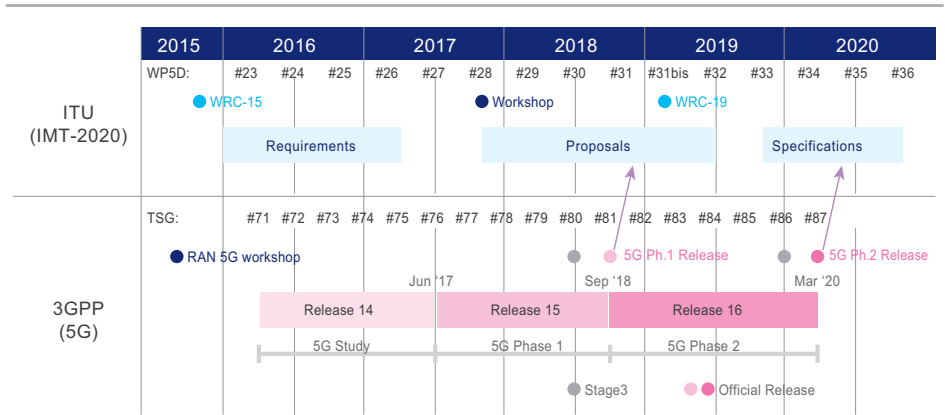 2015 2016 2017 2018 2019 2020
WP5D: #23 #24 #25 #26 #27 #28 #29 #30 #31 #31bis #32 #33 #34 #35 #36
WRC-15 Workshop WRC-19
ITU
(IMT-2020)
Requirements Proposals Specifications
TSG: #71 #72 #73 #74 #75 #76 #77 #78 #79 #80 #81 #82 #83 #84 #85 #86 #87
RAN 5G workshop 5G Ph.1 Release 5G Ph.2 Release
Jun ‘17 Sep ‘18 Mar ‘20
3GPP
(5G)
Release 14 Release 15 Release 16
5G Study 5G Phase 1 5G Phase 2
Stage3 Official Release